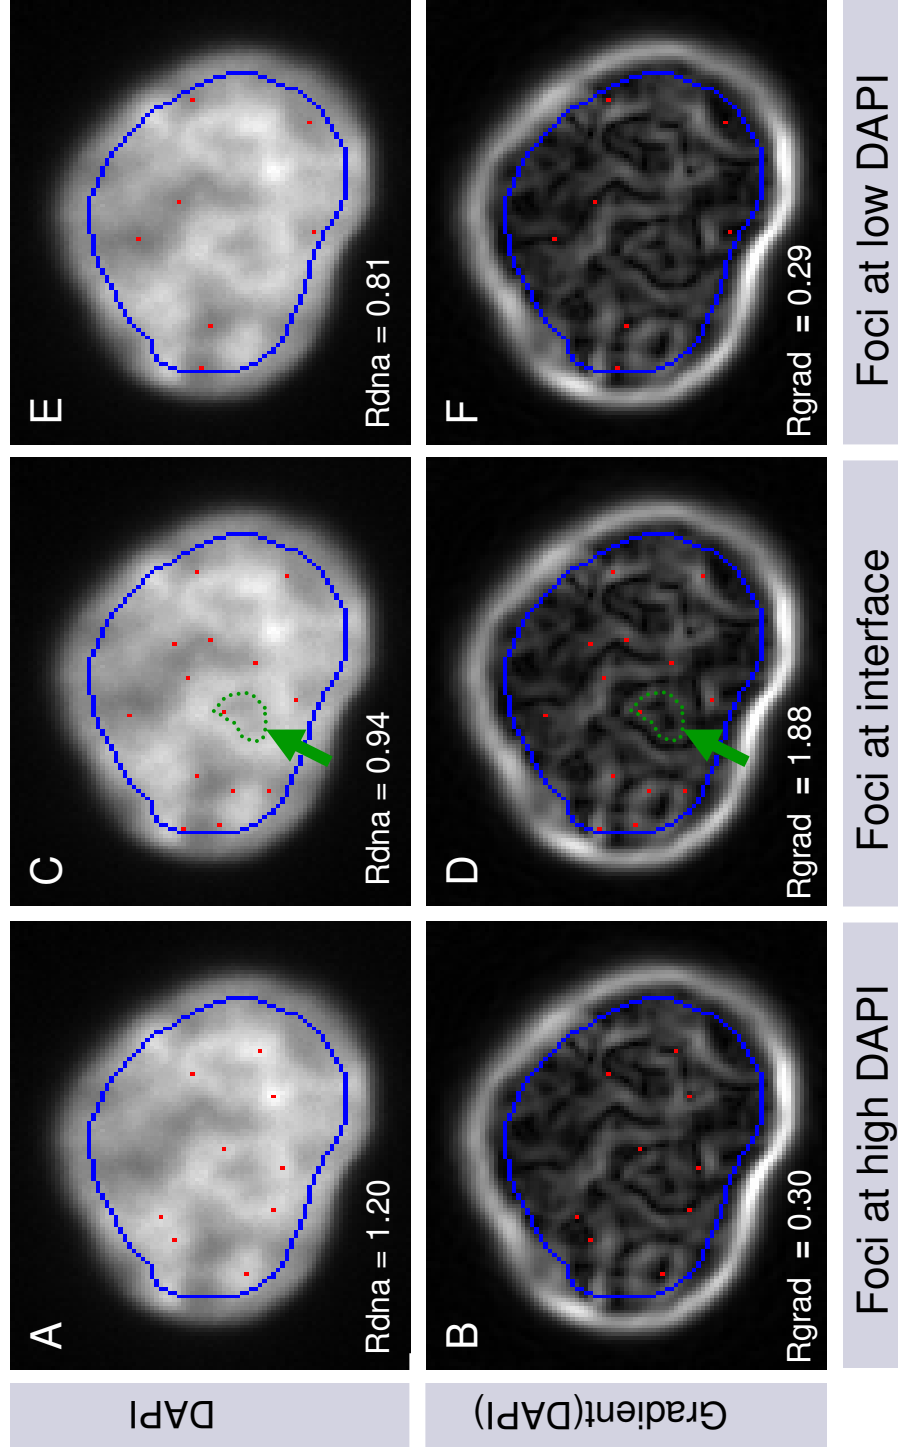 DAPI
A
Rdna = 1.20
C
Rdna = 0.94
E
Rdna = 0.81
Gradient(DAPI)
B
Rgrad = 0.30
D
Rgrad = 1.88
F
Rgrad = 0.29
Foci at high DAPI
Foci at interface
Foci at low DAPI